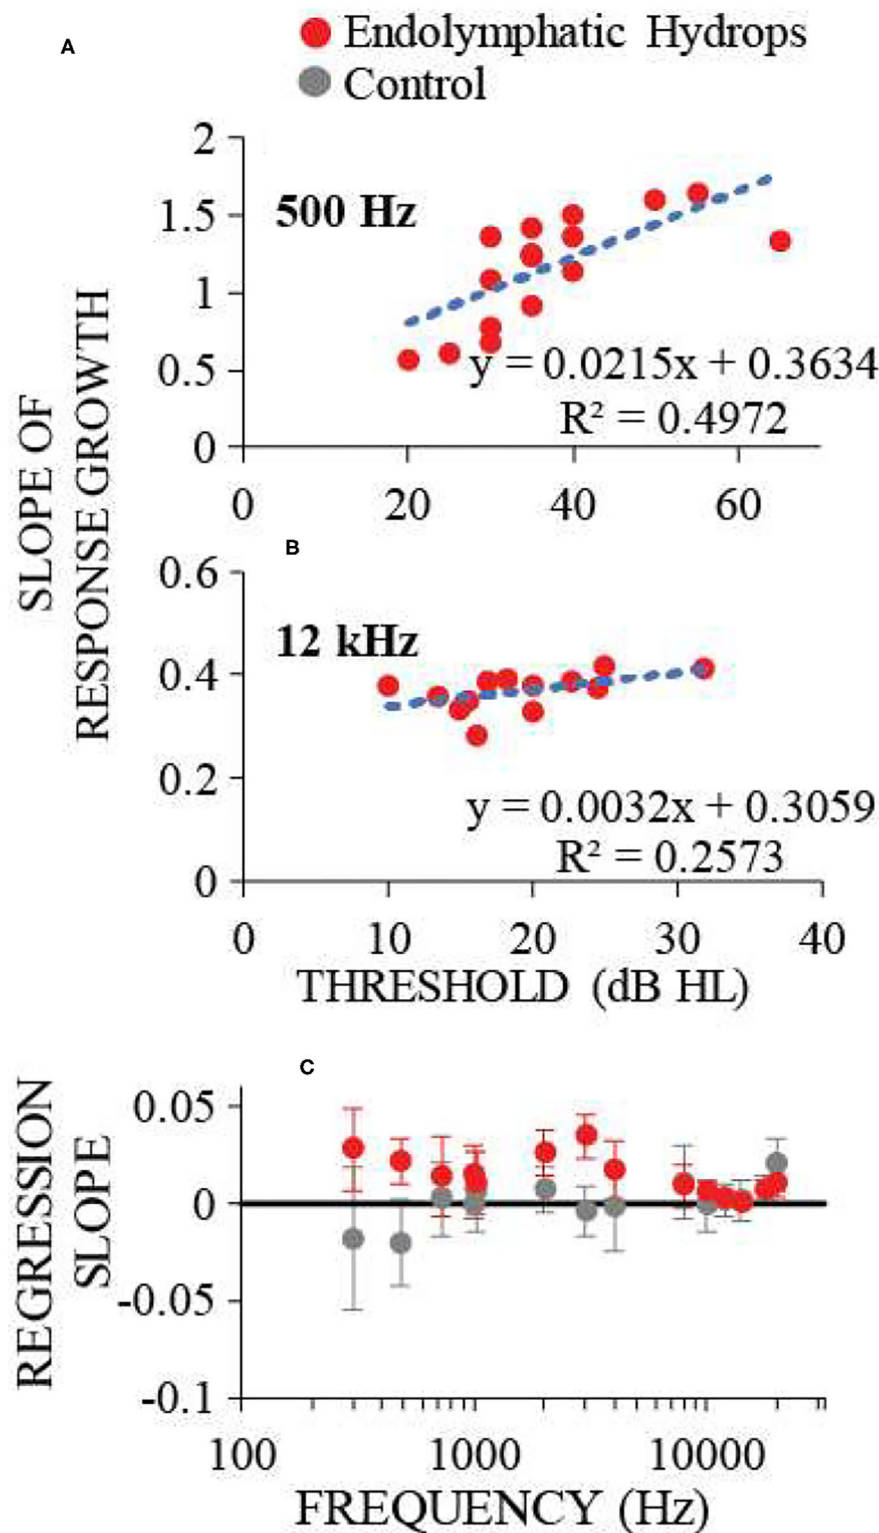 Endolymphatic Hydrops
A
Control
2
1.5
1
0.5
0
500 Hz
y = 0.0215x + 0.3634
R² = 0.4972
0 20 40 60
SLOPE OF
RESPONSE GROWTH
B
0.6
0.4
0.2
0
12 kHz
y = 0.0032x + 0.3059
R² = 0.2573
0 10 20 30 40
THRESHOLD (dB HL)
C
REGRESSION
SLOPE
0.05
0
-0.05
-0.1
100 1000 10000
FREQUENCY (Hz)